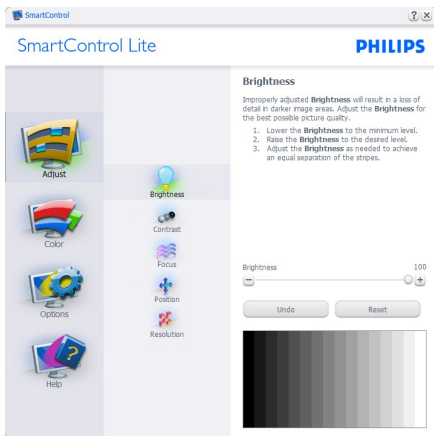 SmartControl
SmartControl Lite
PHILIPS
Adjust
Color
Options
Help
Brightness
Contrast
Focus
Position
Resolution
Brightness
Improperly adjusted Brightness will result in a loss of
detail in darker image areas. Adjust the Brightness for
the best possible picture quality.
1. Lower the Brightness to the minimum level.
2. Raise the Brightness to the desired level.
3. Adjust the Brightness as needed to achieve
an equal separation of the stripes.
Brightness 100
Undo Reset